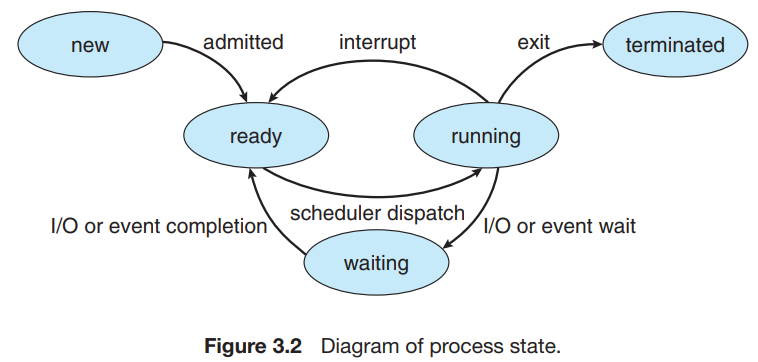 new
admitted
interrupt
exit
terminated
ready
running
scheduler dispatch
I/O or event completion
I/O or event wait
waiting
Figure 3.2 Diagram of process state.